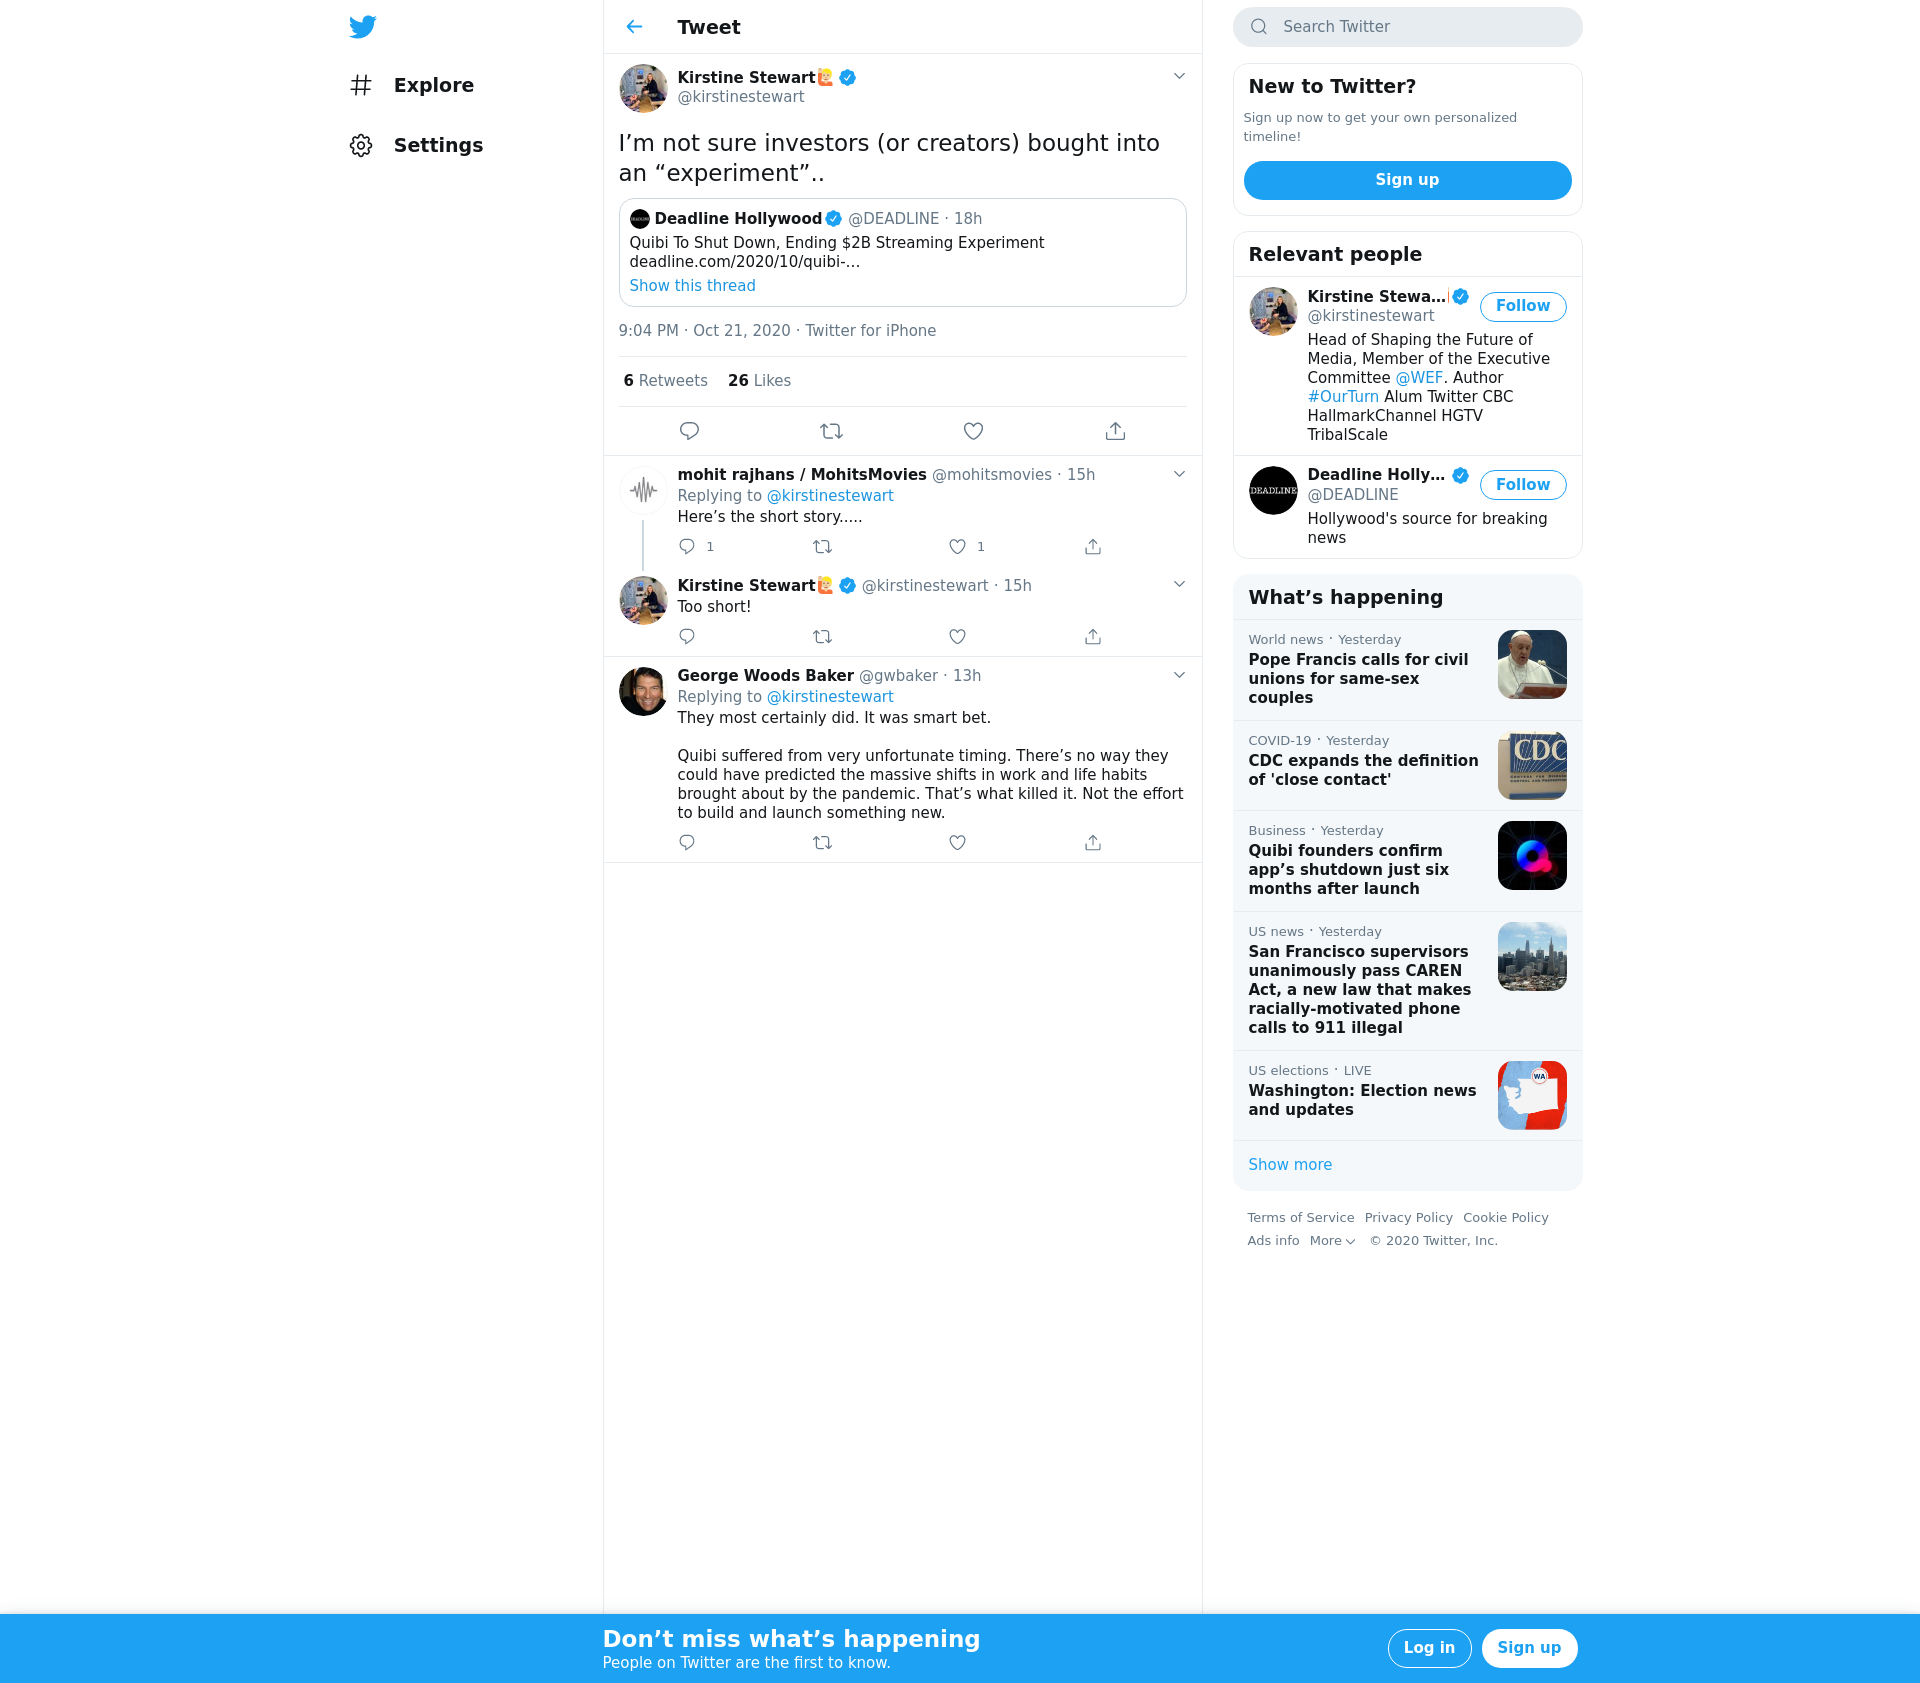 Explore
Settings
Tweet
Kirstine Stewart
@kirstinestewart
I’m not sure investors (or creators) bought into
an “experiment”..
DEADLINE
Deadline Hollywood @DEADLINE · 18h
Quibi To Shut Down, Ending $2B Streaming Experiment
deadline.com/2020/10/quibi-…
Show this thread
9:04 PM · Oct 21, 2020 · Twitter for iPhone
6 Retweets 26 Likes
mohit rajhans / MohitsMovies @mohitsmovies · 15h
Replying to @kirstinestewart
Here’s the short story.....
1 1
Kirstine Stewart @kirstinestewart · 15h
Too short!
George Woods Baker @gwbaker · 13h
Replying to @kirstinestewart
They most certainly did. It was smart bet.
Quibi suffered from very unfortunate timing. There’s no way they
could have predicted the massive shifts in work and life habits
brought about by the pandemic. That’s what killed it. Not the effort
to build and launch something new.
Search Twitter
New to Twitter?
Sign up now to get your own personalized
timeline!
Sign up
Relevant people
Kirstine Stewa…
@kirstinestewart
Follow
Head of Shaping the Future of
Media, Member of the Executive
Committee @WEF. Author
#OurTurn Alum Twitter CBC
HallmarkChannel HGTV
TribalScale
DEADLINE
Deadline Holly…
@DEADLINE
Follow
Hollywood's source for breaking
news
What’s happening
World news · Yesterday
Pope Francis calls for civil
unions for same-sex
couples
COVID-19 · Yesterday
CDC expands the definition
of 'close contact'
CDC
Business · Yesterday
Quibi founders confirm
app’s shutdown just six
months after launch
US news · Yesterday
San Francisco supervisors
unanimously pass CAREN
Act, a new law that makes
racially-motivated phone
calls to 911 illegal
US elections · LIVE
Washington: Election news
and updates
WA
Show more
Terms of Service Privacy Policy Cookie Policy
Ads info More © 2020 Twitter, Inc.
Don’t miss what’s happening
People on Twitter are the first to know.
Log in
Sign up